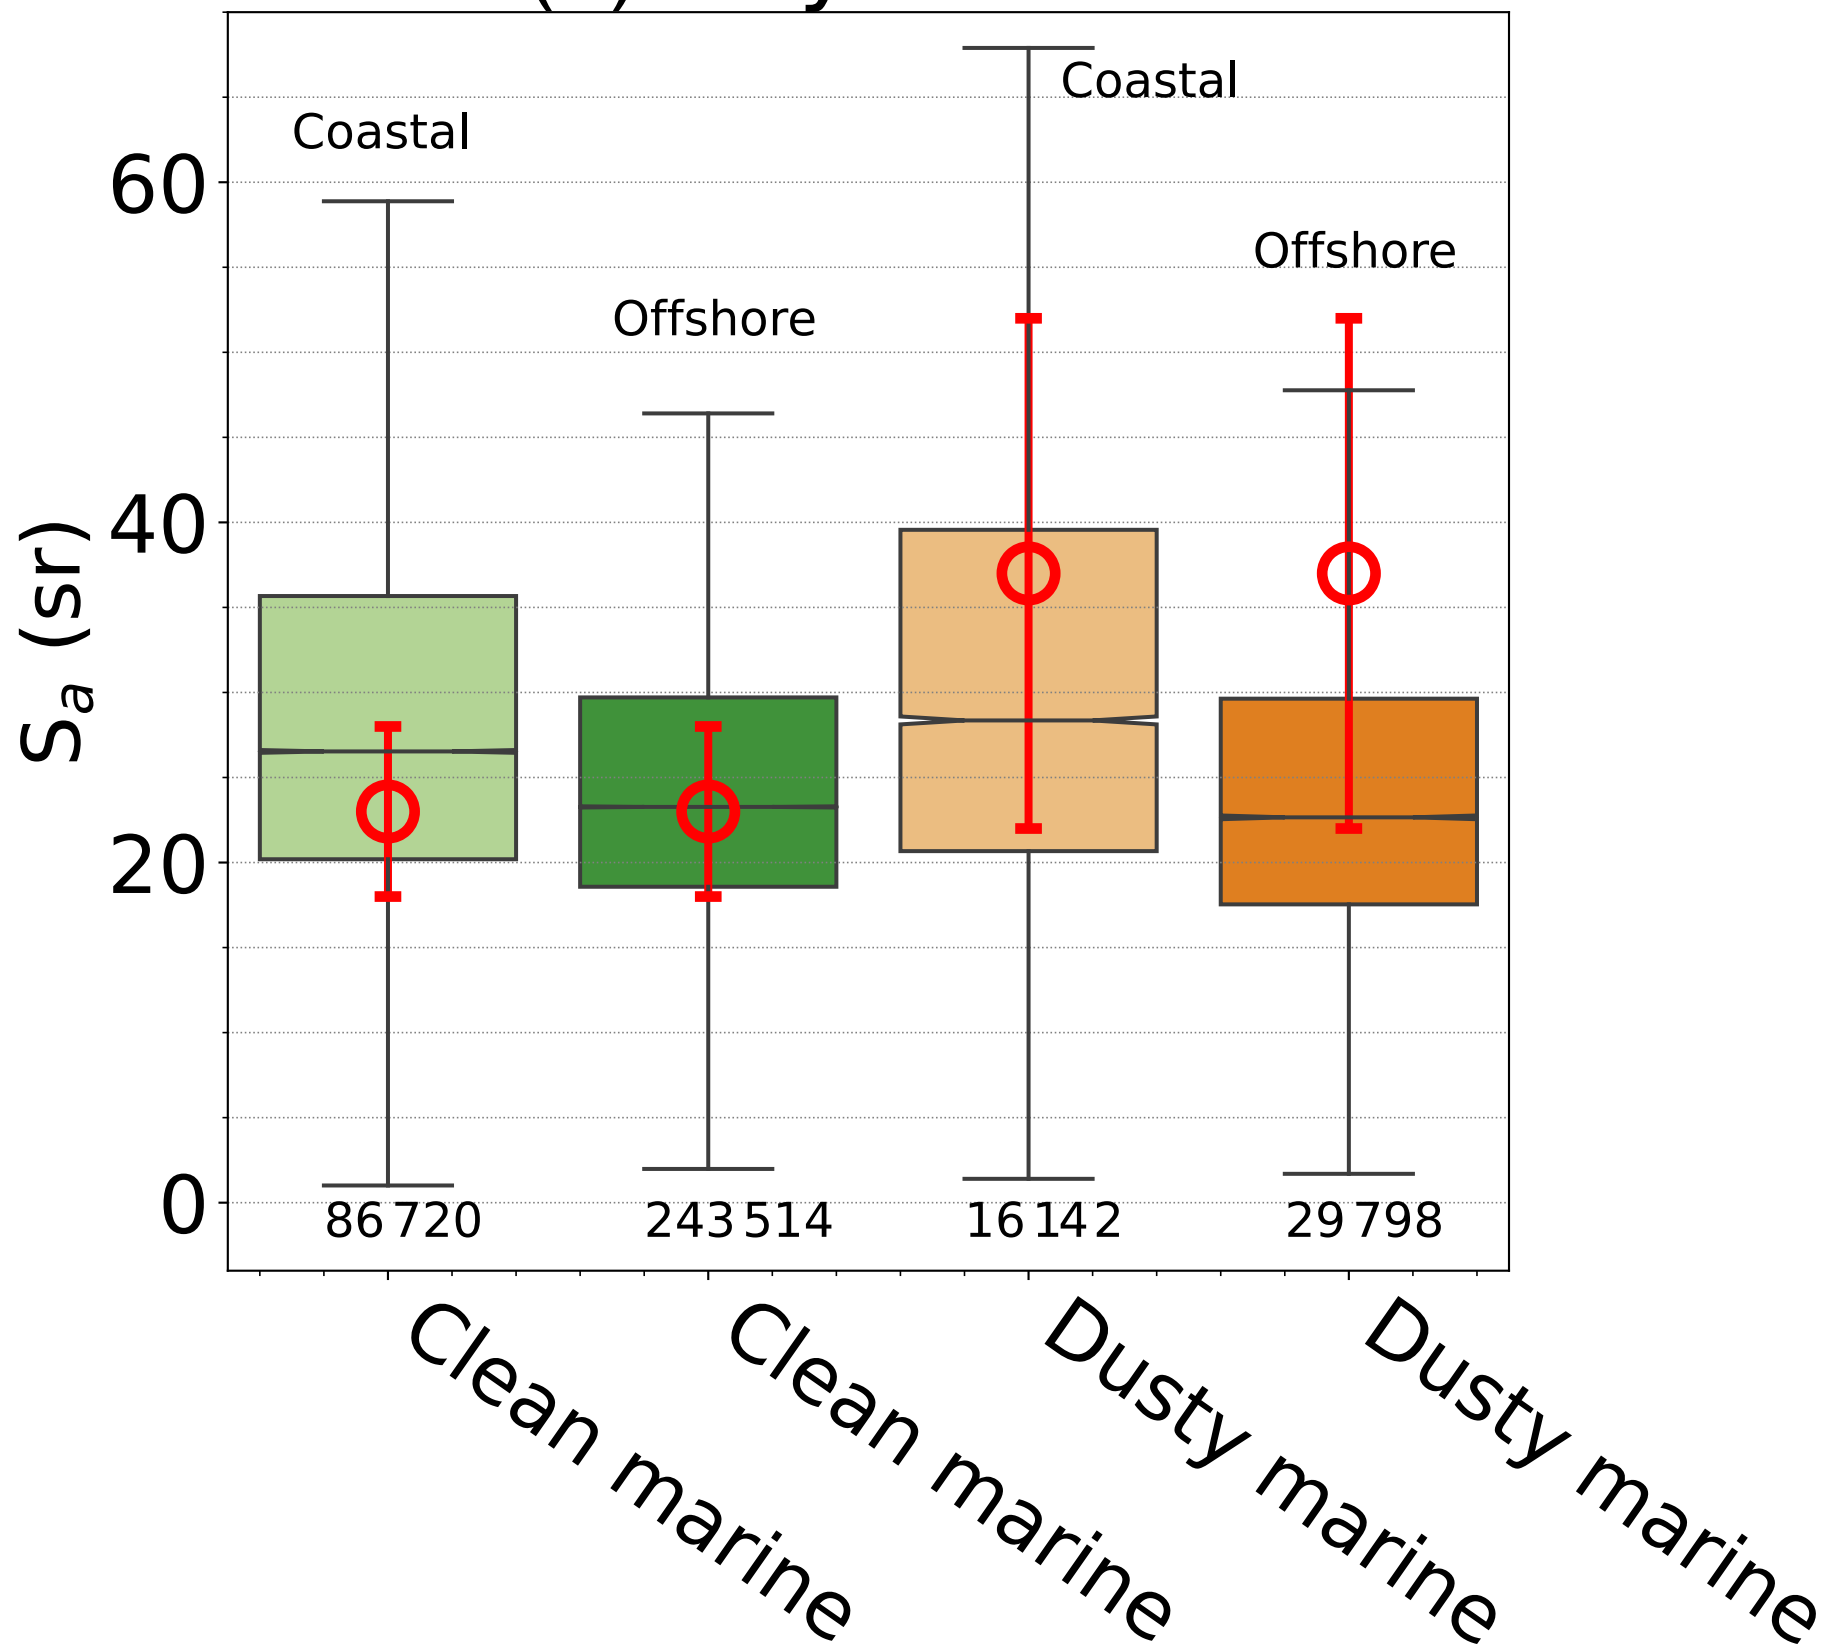 Coastal
Coastal
60
Offshore
Offshore
40
S_a (sr)
20
0
86 720
243 514
16 142
29 798
Clean marine
Clean marine
Dusty marine
Dusty marine